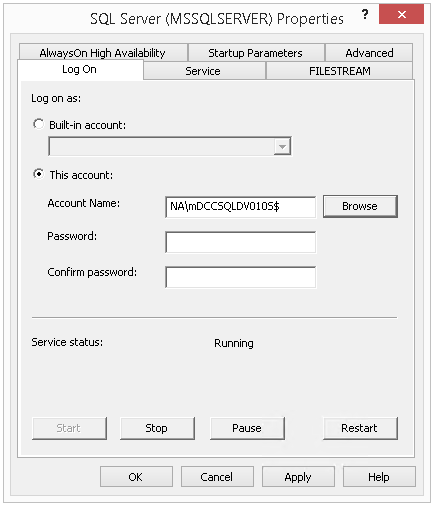 SQL Server (MSSQLSERVER) Properties ? ×
AlwaysOn High Availability Startup Parameters Advanced
Log On Service FILESTREAM
Log on as:
Built-in account:
This account:
Account Name: NA\mDCCSQLDV010S$ Browse
Password:
Confirm password:
Service status: Running
Start Stop Pause Restart
OK Cancel Apply Help